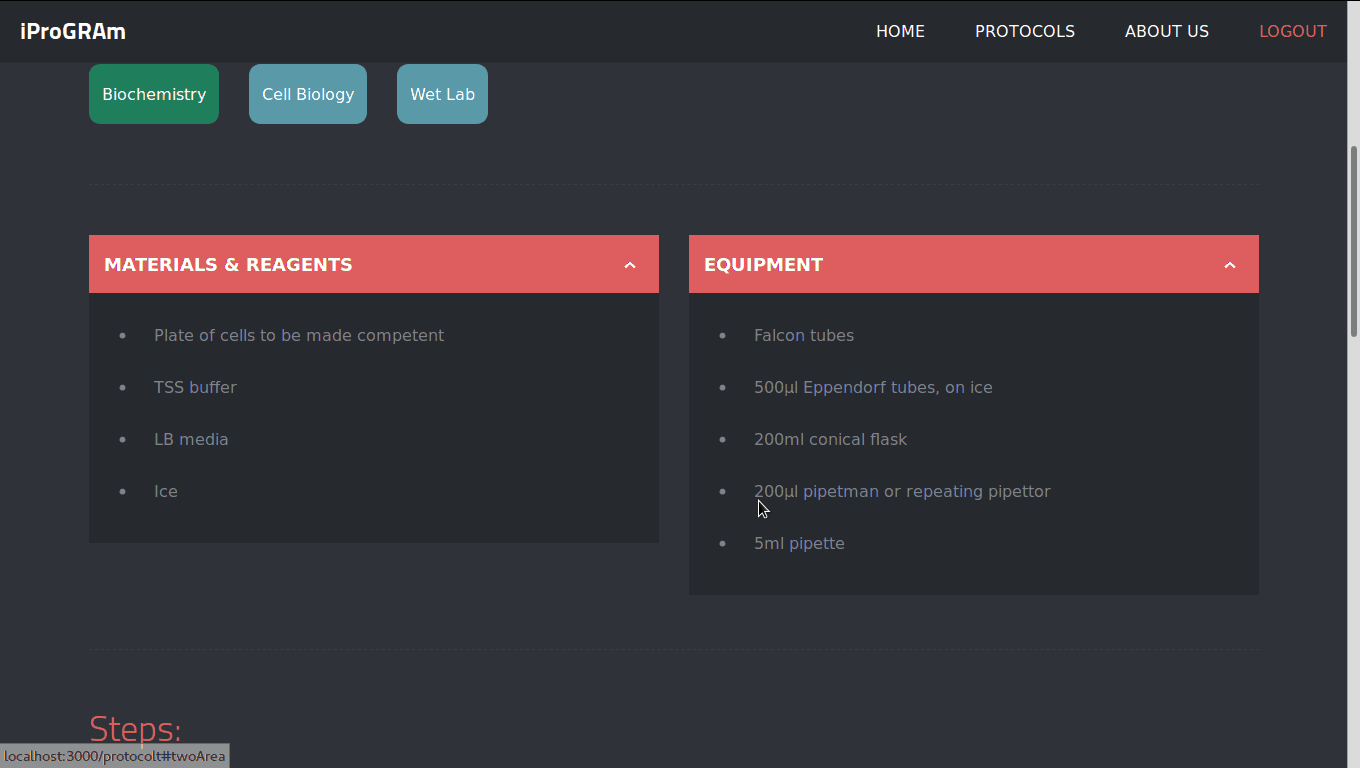 iProGRAm
HOME PROTOCOLS ABOUT US LOGOUT
Biochemistry Cell Biology Wet Lab
MATERIALS & REAGENTS
• Plate of cells to be made competent
• TSS buffer
• LB media
• Ice
EQUIPMENT
• Falcon tubes
• 500µl Eppendorf tubes, on ice
• 200ml conical flask
• 200µl pipetman or repeating pipettor
• 5ml pipette
Steps:
localhost:3000/protocolt#twoArea